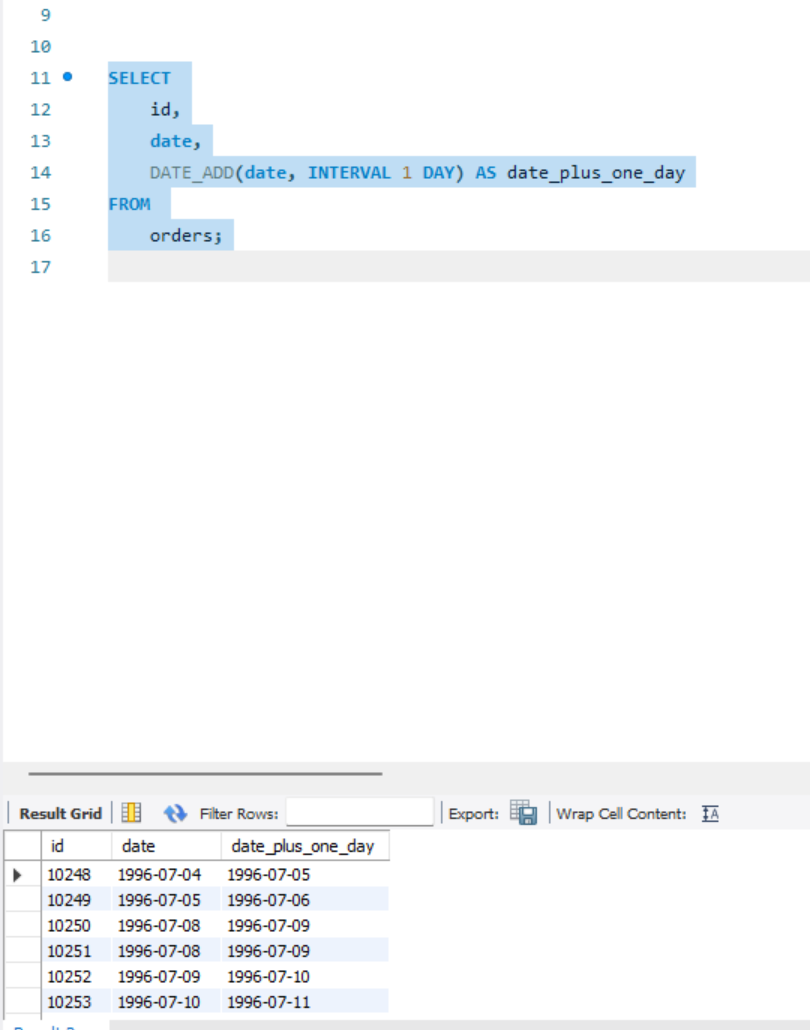 9
10
11 SELECT
12 id,
13 date,
14 DATE_ADD(date, INTERVAL 1 DAY) AS date_plus_one_day
15 FROM
16 orders;
17
Result Grid Filter Rows: Export: Wrap Cell Content: IA
id date date_plus_one_day
10248 1996-07-04 1996-07-05
10249 1996-07-05 1996-07-06
10250 1996-07-08 1996-07-09
10251 1996-07-08 1996-07-09
10252 1996-07-09 1996-07-10
10253 1996-07-10 1996-07-11